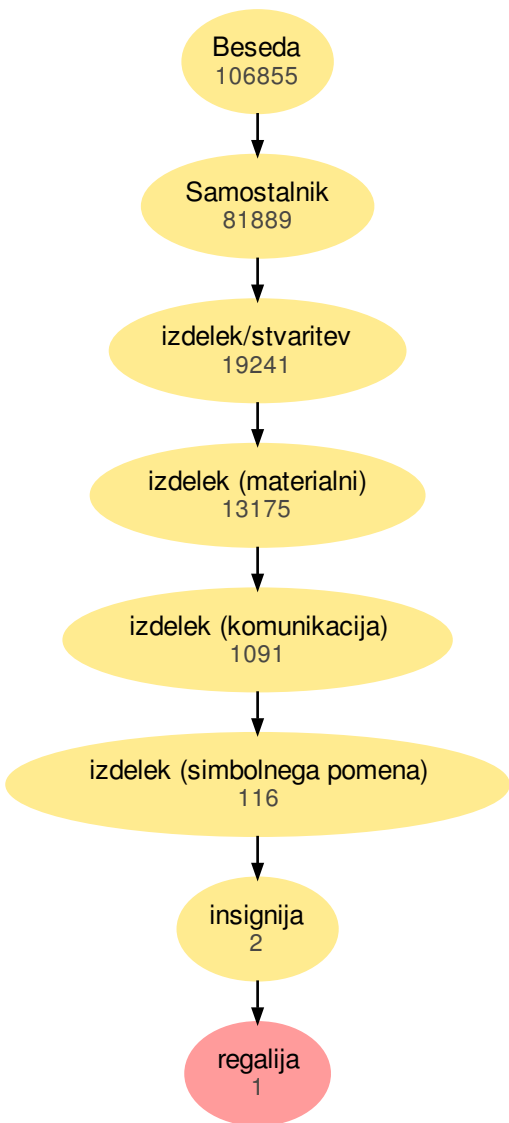 Beseda
106855
Samostalnik
81889
izdelek/stvaritev
19241
izdelek (materialni)
13175
izdelek (komunikacija)
1091
izdelek (simbolnega pomena)
116
insignija
2
regalija
1